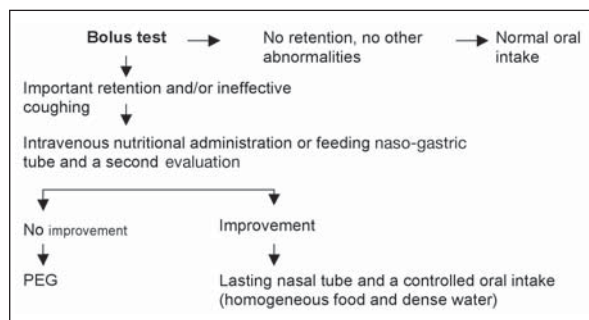 Bolus test
No retention, no other
abnormalities
Normal oral
intake
Important retention and/or ineffective
coughing
Intravenous nutritional administration or feeding naso-gastric
tube and a second evaluation
No improvement
Improvement
PEG
Lasting nasal tube and a controlled oral intake
(homogeneous food and dense water)